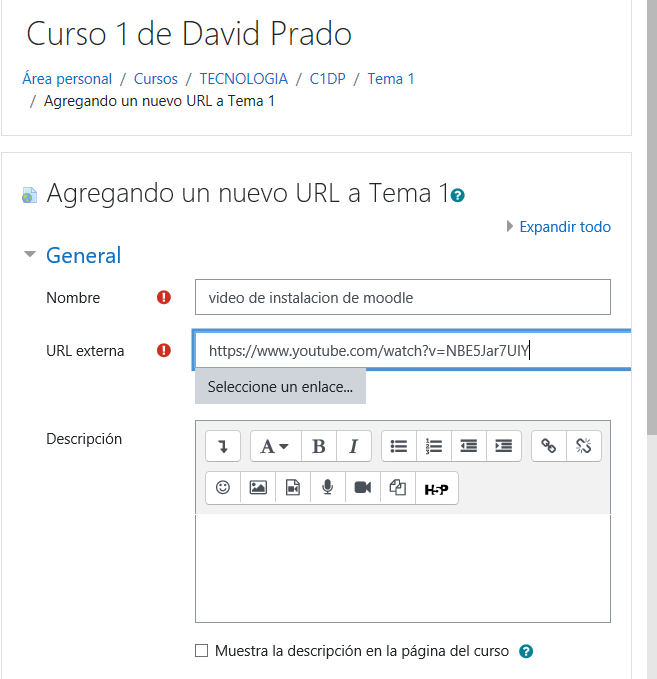 Curso 1 de David Prado
Área personal / Cursos / TECNOLOGIA / C1DP / Tema 1
/ Agregando un nuevo URL a Tema 1
Agregando un nuevo URL a Tema 1
Expandir todo
General
Nombre
video de instalacion de moodle
URL externa
https://www.youtube.com/watch?v=NBE5Jar7UIY
Seleccione un enlace...
Descripción
A B I
H5P
Muestra la descripción en la página del curso